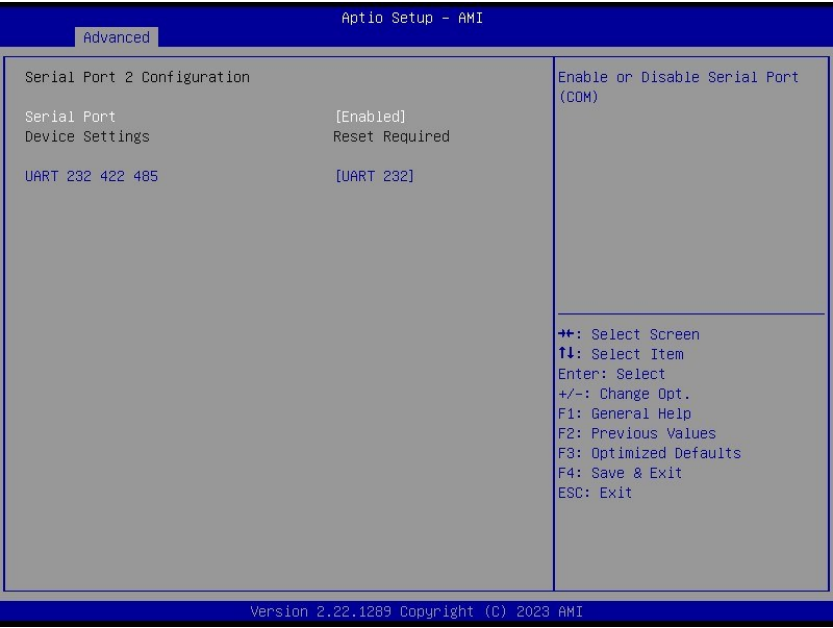 Aptio Setup – AMI
Advanced
Serial Port 2 Configuration
Serial Port [Enabled]
Device Settings Reset Required
UART 232 422 485 [UART 232]
Enable or Disable Serial Port
(COM)
→←: Select Screen
↑↓: Select Item
Enter: Select
+/-: Change Opt.
F1: General Help
F2: Previous Values
F3: Optimized Defaults
F4: Save & Exit
ESC: Exit
Version 2.22.1289 Copyright (C) 2023 AMI